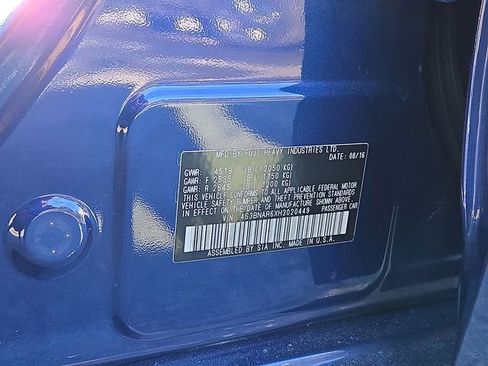 MFD BY FUJI HEAVY INDUSTRIES LTD.
DATE: 08/16
GVWR: 4519 LB ( 2050 KG)
GAWR: F 2535 LB ( 1150 KG)
GAWR: R 2645 LB ( 1200 KG)
THIS VEHICLE CONFORMS TO ALL APPLICABLE FEDERAL MOTOR
VEHICLE SAFETY, BUMPER, AND THEFT PREVENTION STANDARDS
IN EFFECT ON THE DATE OF MANUFACTURE SHOWN ABOVE.
VIN: 4S3BNAR6XH3020449 PASSENGER CAR
ASSEMBLED BY SIA INC. MADE IN U.S.A.